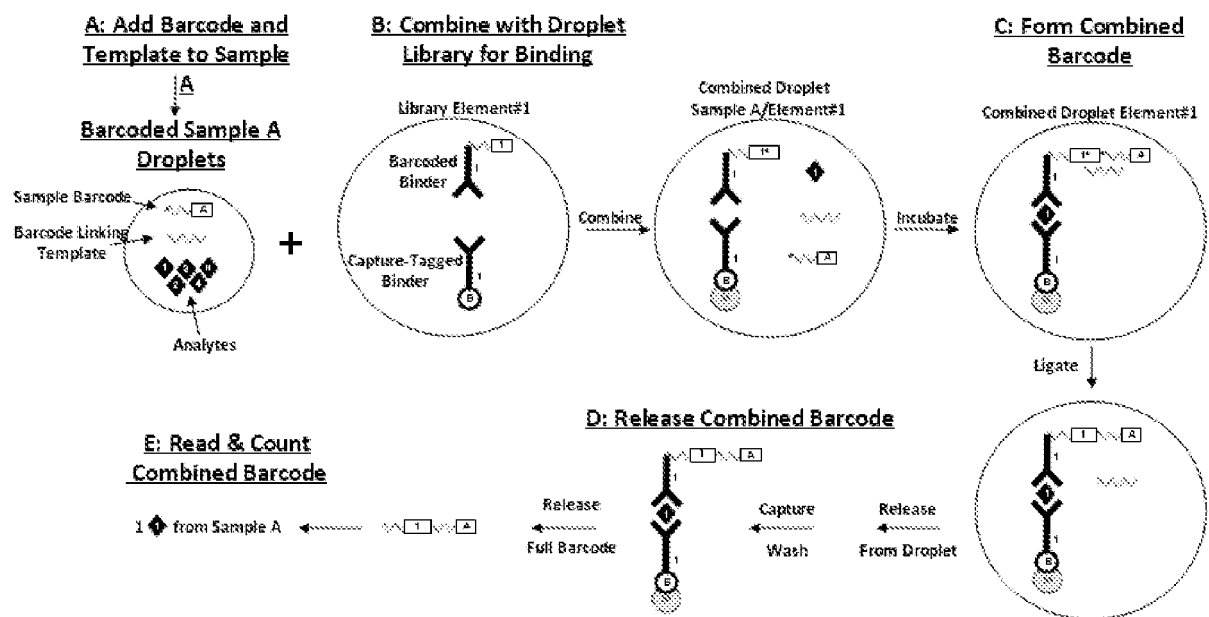 A: Add Barcode and
Template to Sample
A
Barcoded Sample A
Droplets
Sample Barcode
A
Barcode Linking
Template
1
Analytes
+
B: Combine with Droplet
Library for Binding
Library Element#1
Barcoded
Binder
1
1
Capture-Tagged
Binder
1
B
Combine
Combined Droplet
Sample A/Element#1
1*
1
1
A
1
B
Incubate
C: Form Combined
Barcode
Combined Droplet Element#1
1*
A
1
1
1
B
Ligate
1
A
1
1
1
B
Release
From Droplet
Capture
Wash
D: Release Combined Barcode
1
A
1
1
1
B
Release
Full Barcode
1
A
E: Read & Count
Combined Barcode
1 1 from Sample A